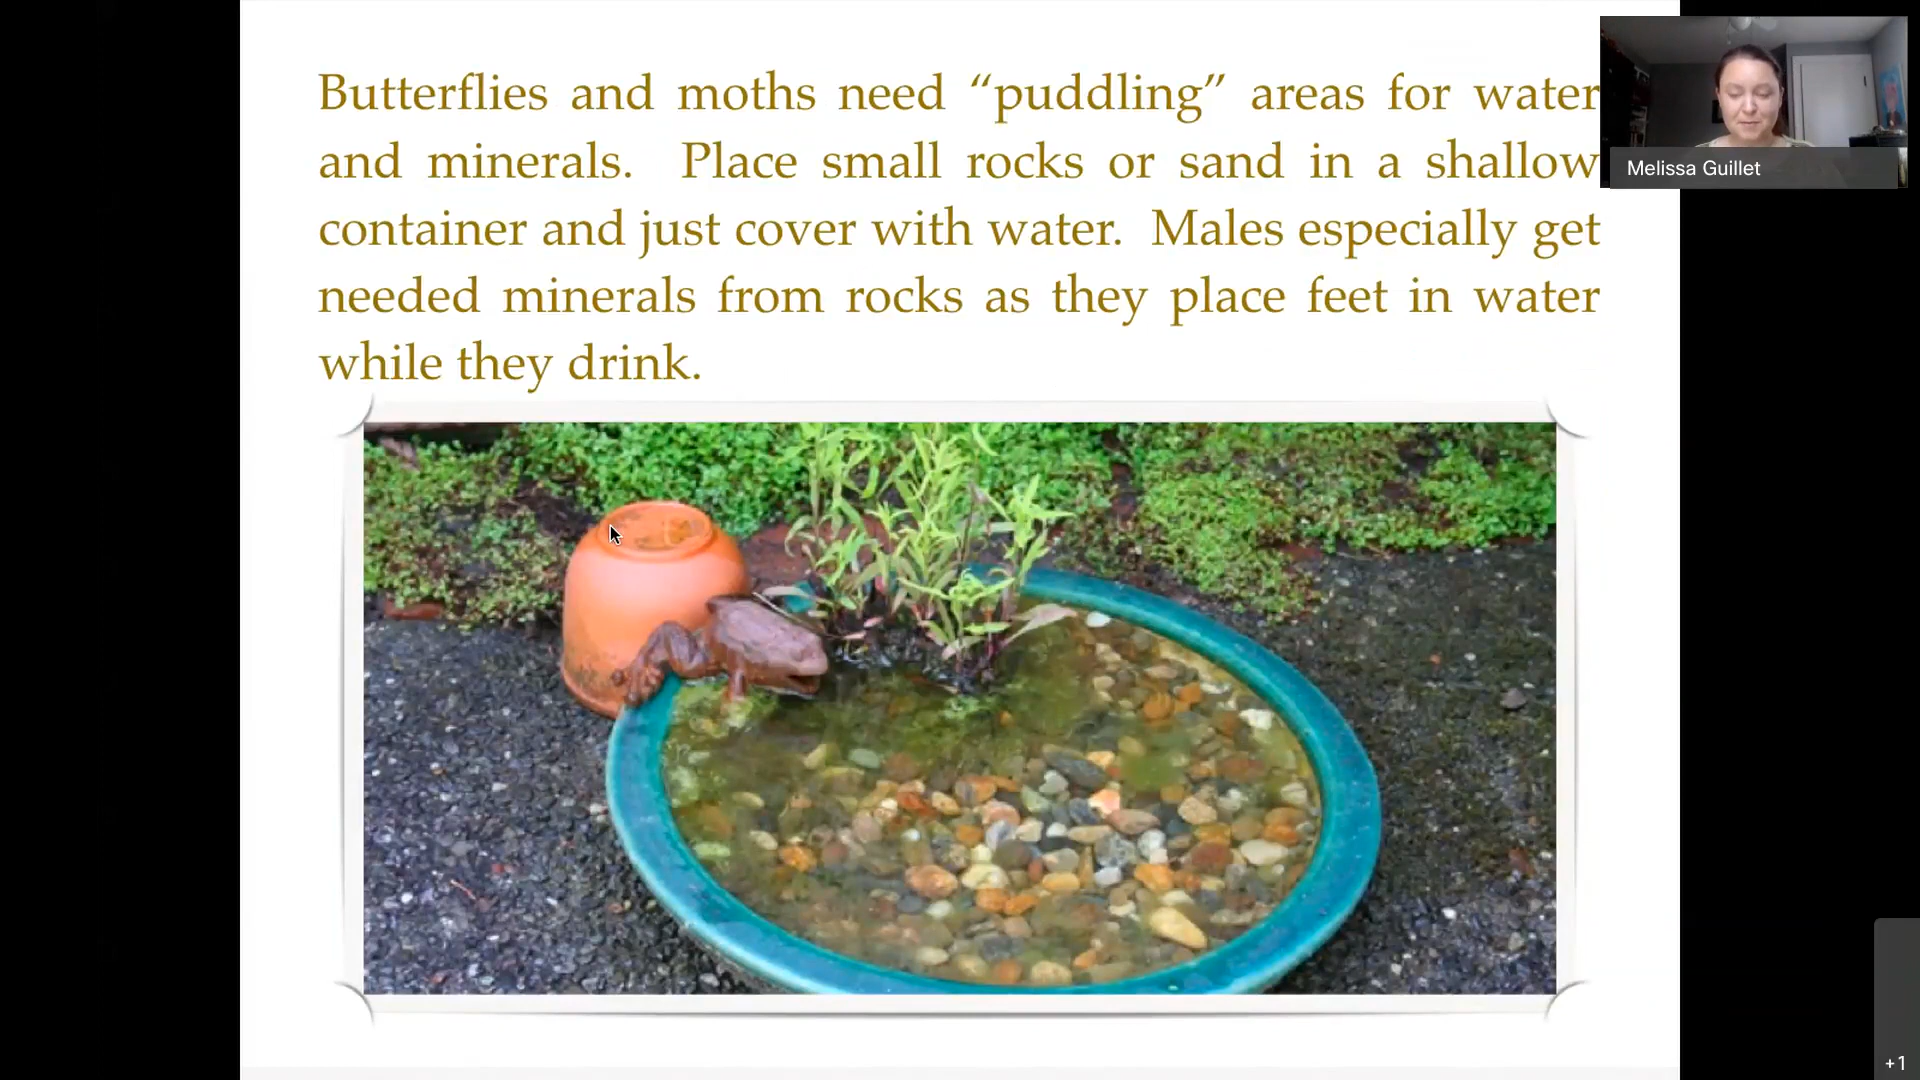 Butterflies and moths need “puddling” areas for water
and minerals. Place small rocks or sand in a shallow
container and just cover with water. Males especially get
needed minerals from rocks as they place feet in water
while they drink.
Melissa Guillet
+1